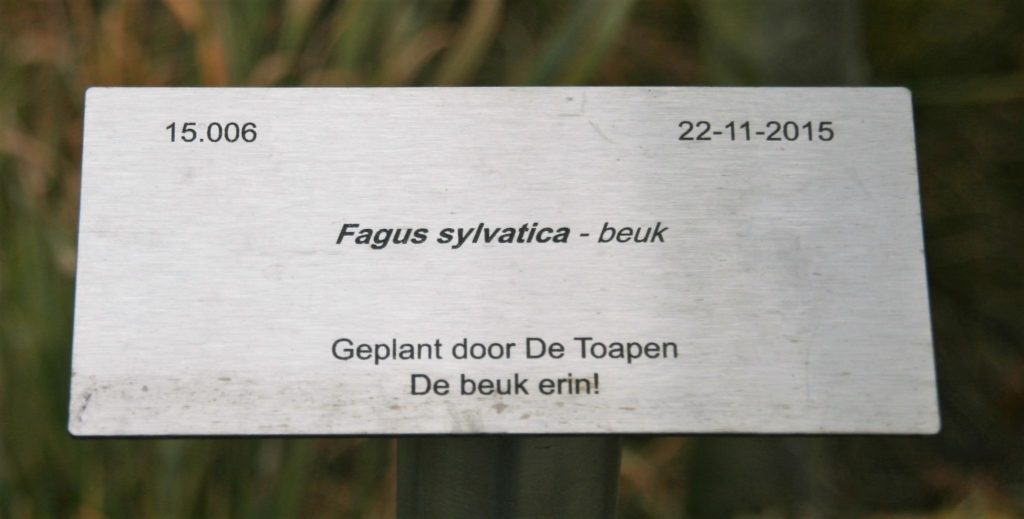 15.006 22-11-2015
Fagus sylvatica - beuk
Geplant door De Toapen
De beuk erin!